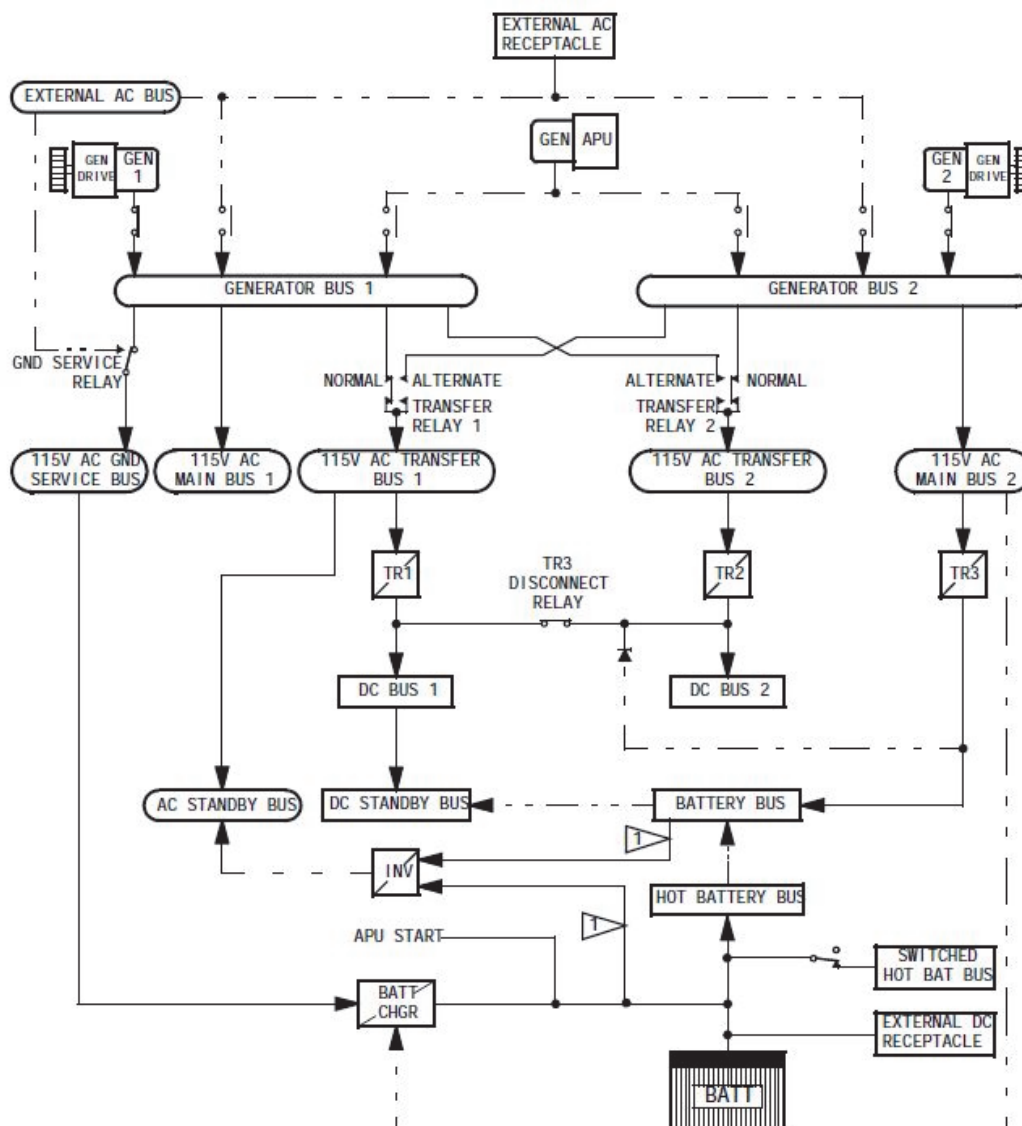 EXTERNAL AC
RECEPTACLE
EXTERNAL AC BUS
GEN
DRIVE
GEN
1
GEN
APU
GEN
2
GEN
DRIVE
GENERATOR BUS 1
GENERATOR BUS 2
GND SERVICE
RELAY
NORMAL
ALTERNATE
TRANSFER
RELAY 1
ALTERNATE
NORMAL
TRANSFER
RELAY 2
115V AC GND
SERVICE BUS
115V AC
MAIN BUS 1
115V AC TRANSFER
BUS 1
115V AC TRANSFER
BUS 2
115V AC
MAIN BUS 2
TR1
TR3
DISCONNECT
RELAY
TR2
TR3
DC BUS 1
DC BUS 2
AC STANDBY BUS
DC STANDBY BUS
BATTERY BUS
1
INV
HOT BATTERY BUS
1
APU START
SWITCHED
HOT BAT BUS
BATT
CHGR
EXTERNAL DC
RECEPTACLE
BATT